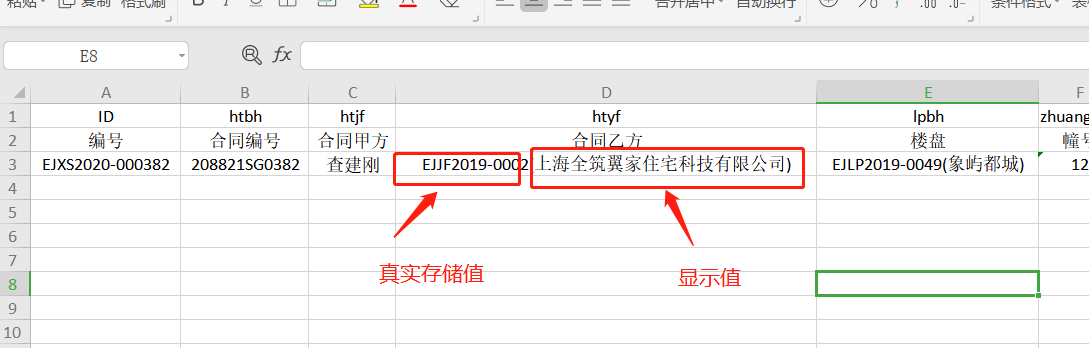 粘贴 复制 格式刷 B I U A 合并居中 自动换行 % , .00 条件格式
E8 fx
A B C D E F
1 ID htbh htjf htyf lpbh zhuang
2 编号 合同编号 合同甲方 合同乙方 楼盘 幢号
3 EJXS2020-000382 208821SG0382 查建刚 EJJF2019-0002(上海全筑翼家住宅科技有限公司) EJLP2019-0049(象屿都城) 12
4
5
6
真实存储值 显示值
7
8
9
10